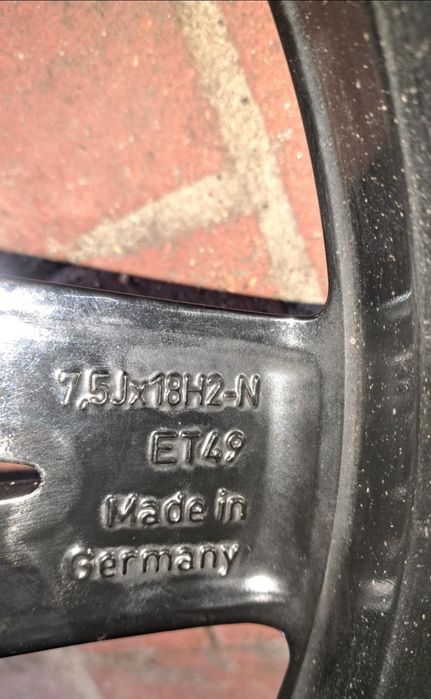 7,5Jx18H2-N
ET49
Made in
Germany